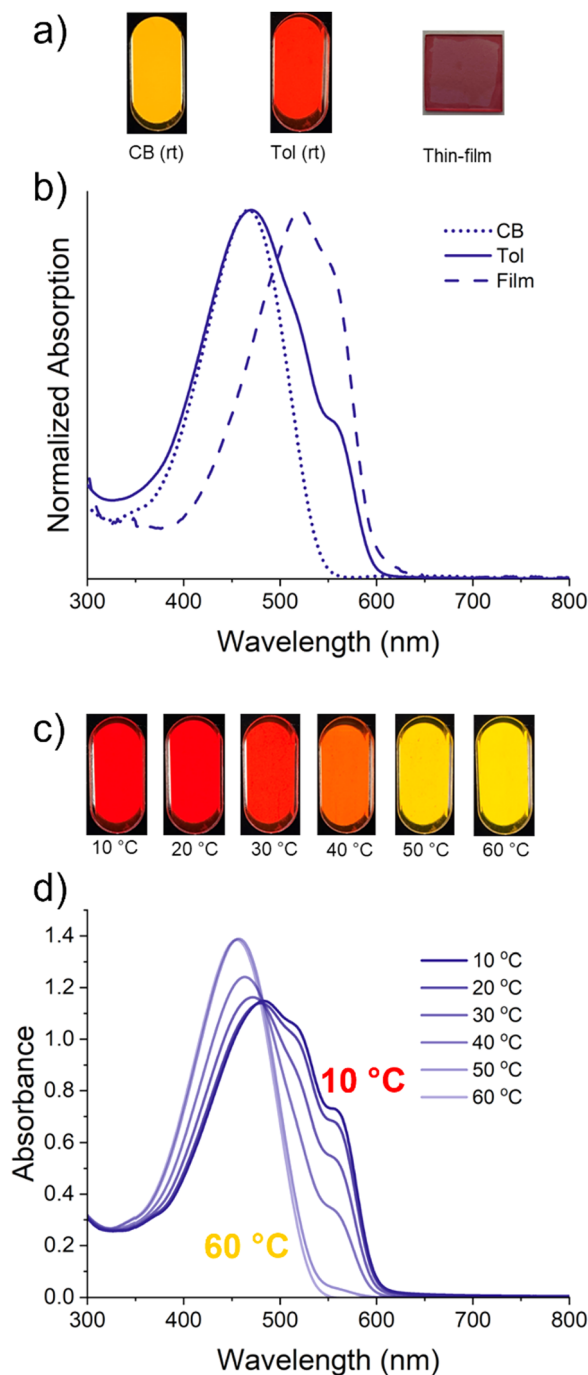 a)
CB (rt) Tol (rt) Thin-film
b)
CB
Tol
Film
Normalized Absorption
300 400 500 600 700 800
Wavelength (nm)
c)
10 °C 20 °C 30 °C 40 °C 50 °C 60 °C
d)
1.4
1.2
1.0
0.8
0.6
0.4
0.2
0.0
Absorbance
10 °C
20 °C
30 °C
40 °C
50 °C
60 °C
10 °C
60 °C
300 400 500 600 700 800
Wavelength (nm)